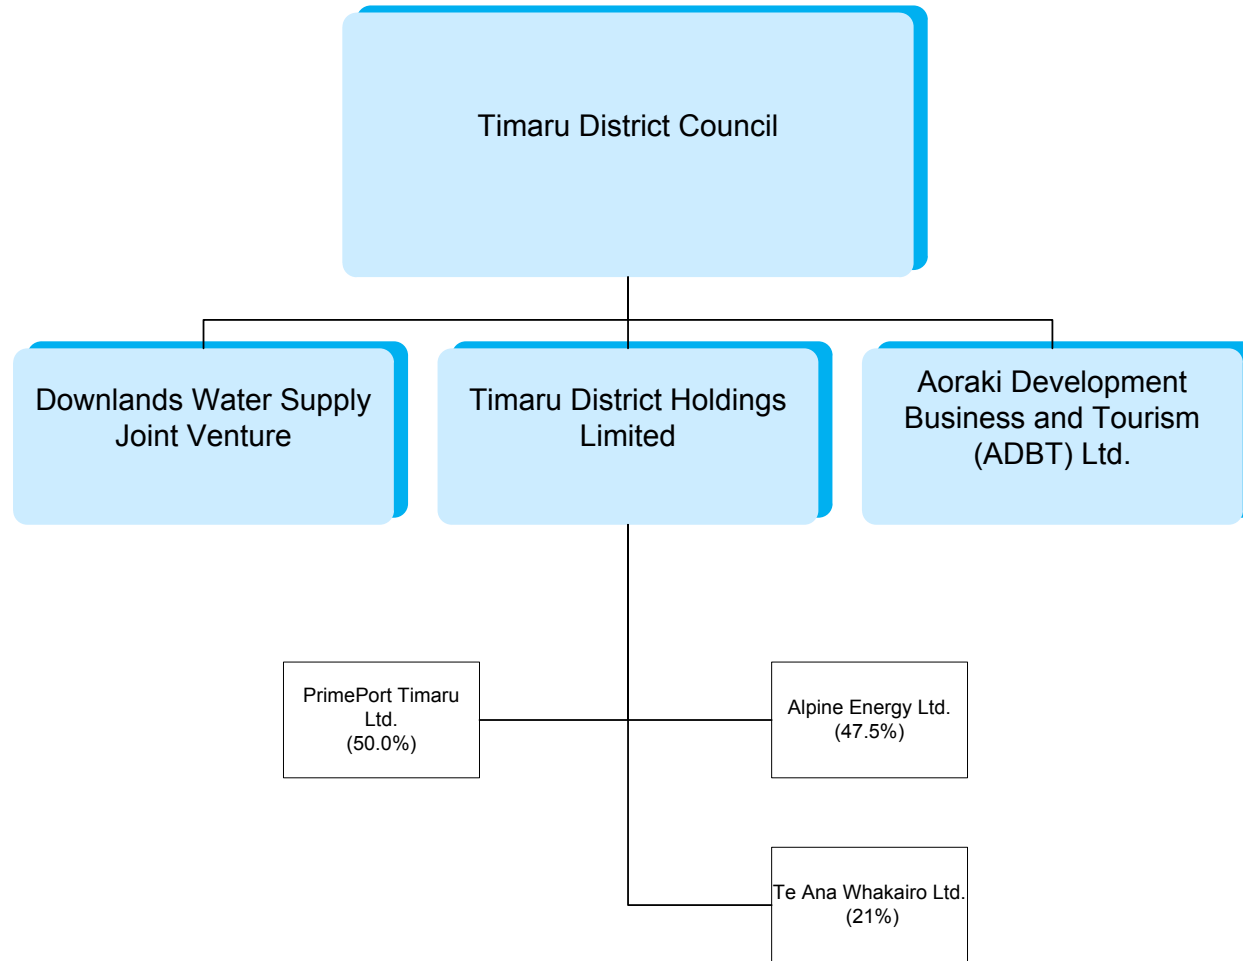 Timaru District Council
Downlands Water Supply
Joint Venture
Timaru District Holdings
Limited
Aoraki Development
Business and Tourism
(ADBT) Ltd.
PrimePort Timaru
Ltd.
(50.0%)
Alpine Energy Ltd.
(47.5%)
Te Ana Whakairo Ltd.
(21%)